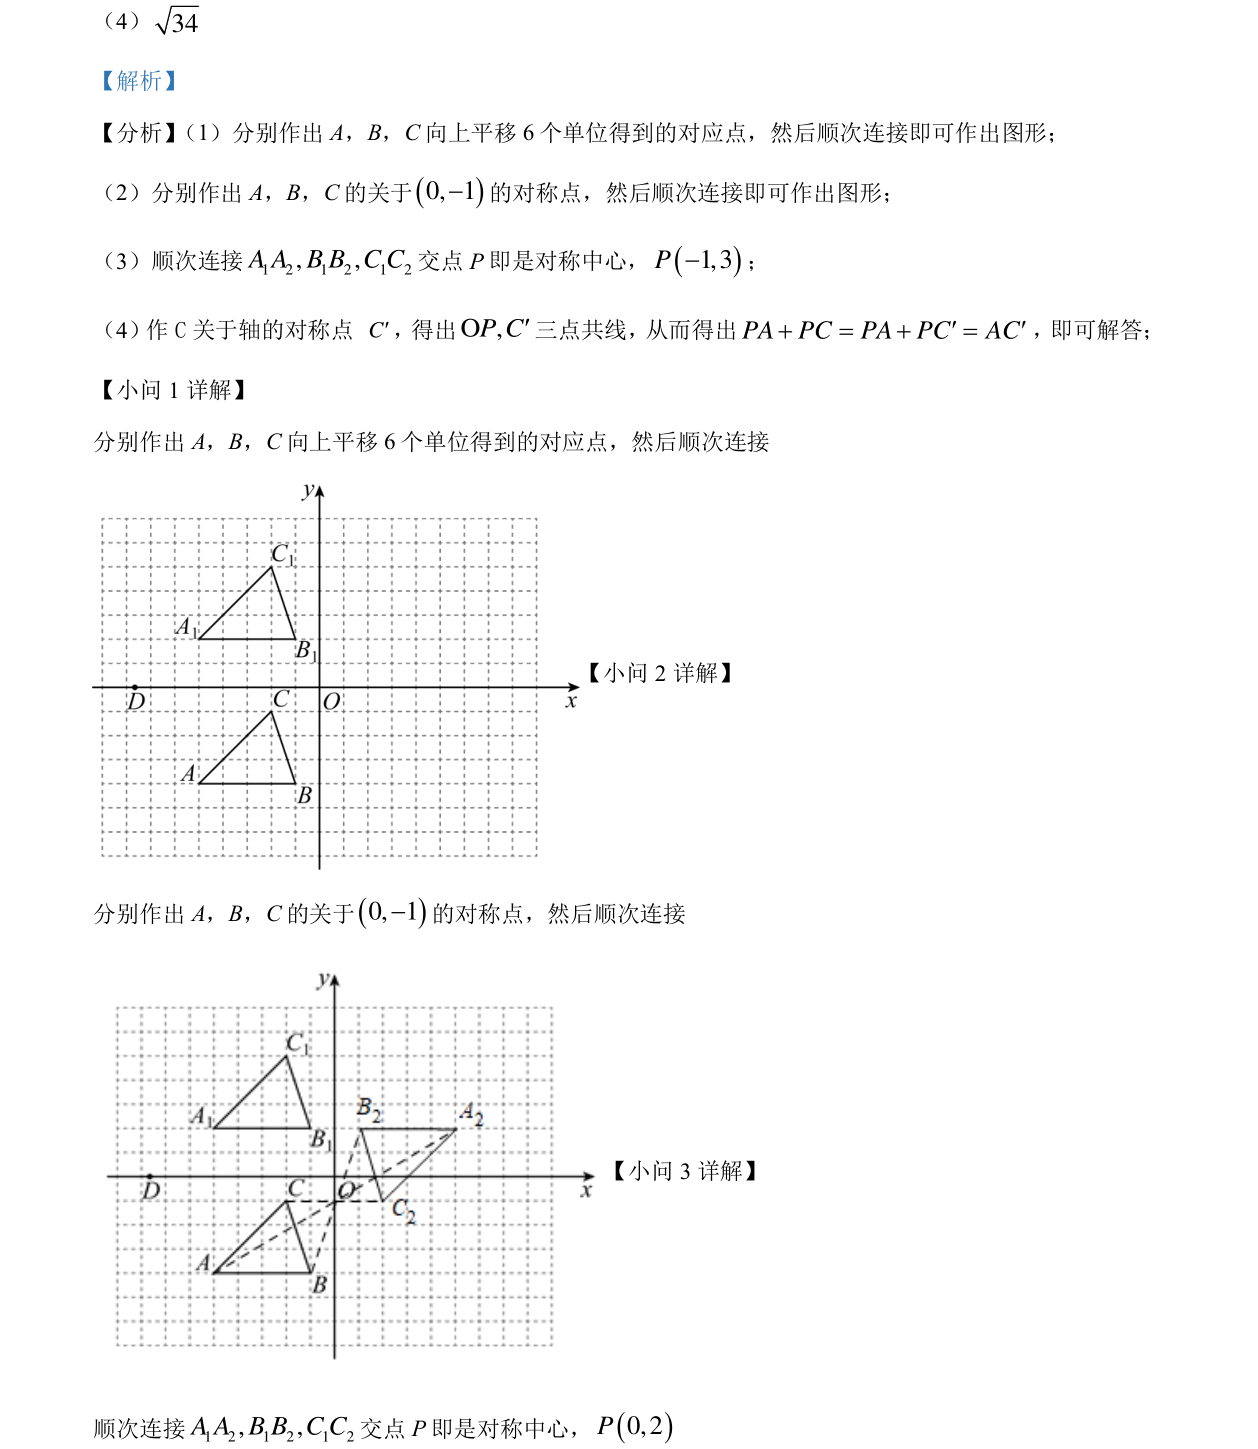 （4）√34
【解析】
【分析】（1）分别作出 A，B，C 向上平移 6 个单位得到的对应点，然后顺次连接即可作出图形；
（2）分别作出 A，B，C 的关于(0,−1)的对称点，然后顺次连接即可作出图形；
（3）顺次连接 A₁A₂,B₁B₂,C₁C₂ 交点 P 即是对称中心， P(−1,3)；
（4）作 C 关于轴的对称点 C′，得出 OP,C′ 三点共线，从而得出 PA+PC=PA+PC′=AC′，即可解答；
【小问 1 详解】
分别作出 A，B，C 向上平移 6 个单位得到的对应点，然后顺次连接
y
C₁
A₁
B₁
【小问 2 详解】
D
C
O
x
A
B
分别作出 A，B，C 的关于(0,−1)的对称点，然后顺次连接
y
C₁
B₂
A₂
A₁
B₁
【小问 3 详解】
D
C
O
x
C₂
A
B
顺次连接 A₁A₂,B₁B₂,C₁C₂ 交点 P 即是对称中心， P(0,2)